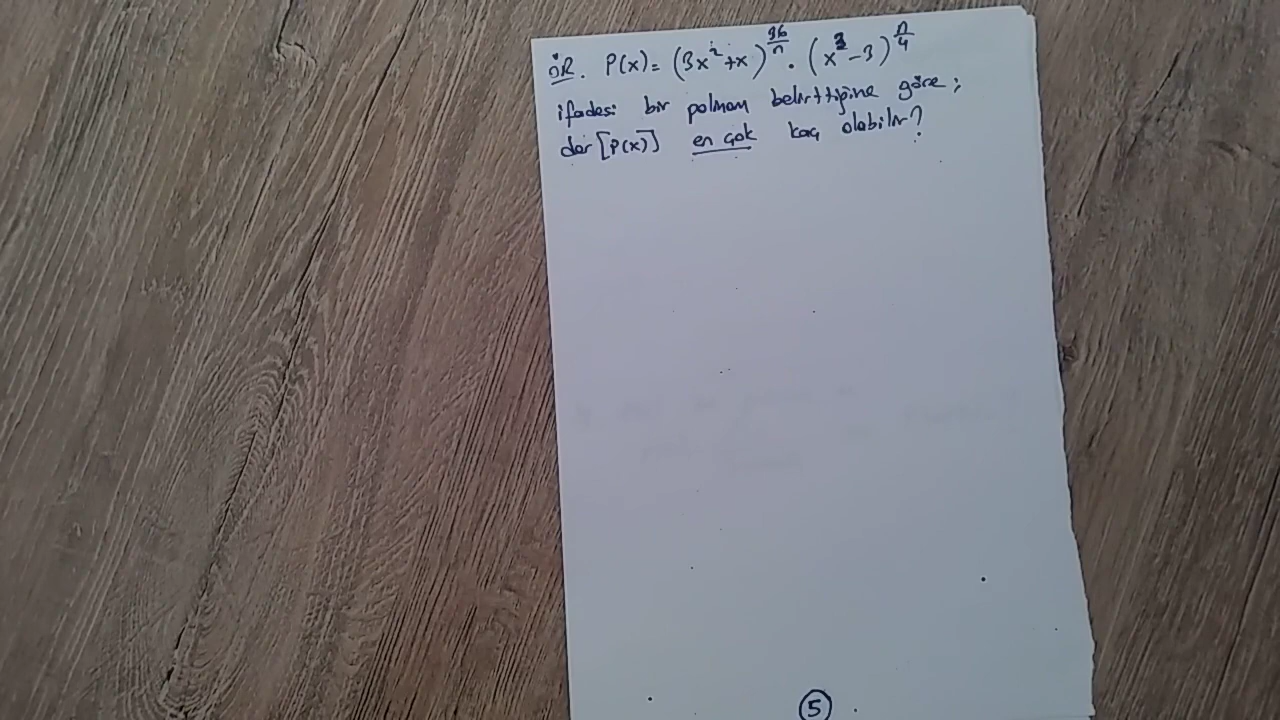 ÖR. P(x) = (3x²+x)^(36/n) . (x³-3)^(n/4)
ifadesi bir polinom belirttiğine göre;
der[P(x)] en çok kaç olabilir?
5